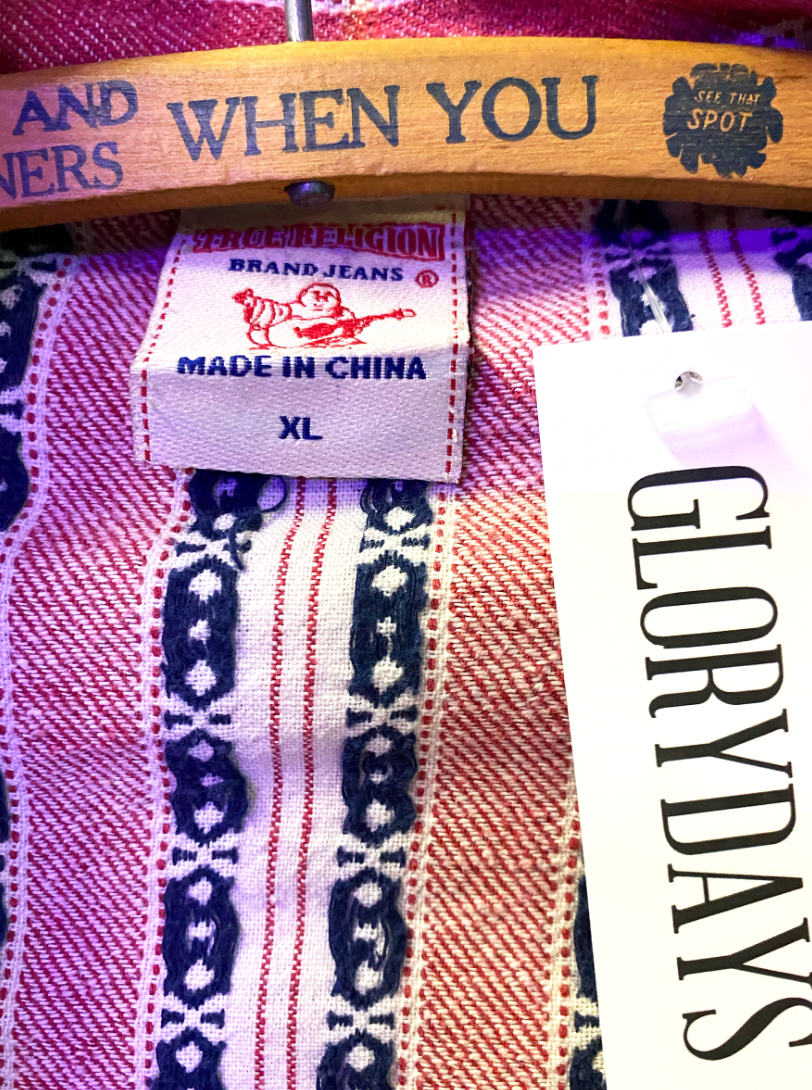 AND
NERS
WHEN YOU
SEE THAT
SPOT
TRUE RELIGION
BRAND JEANS ®
MADE IN CHINA
XL
GLORYDAYS